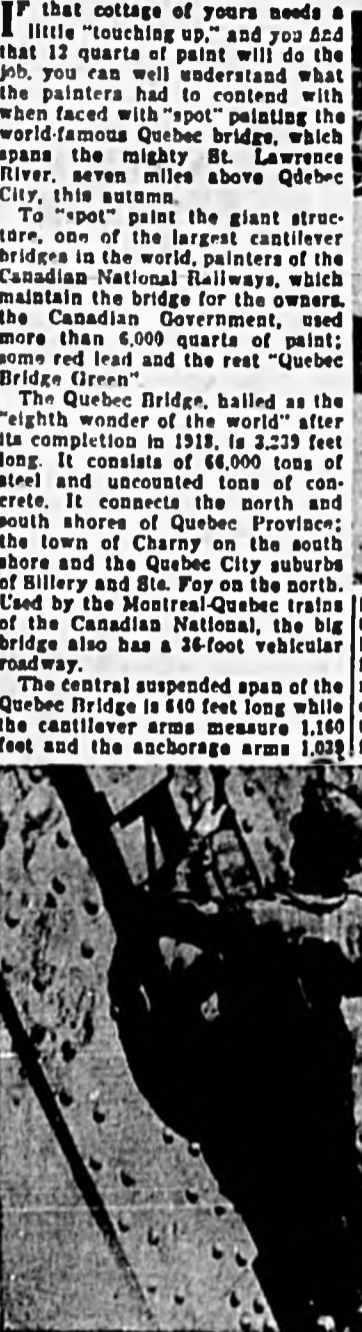 IF that cottage of yours needs a
little "touching up," and you find
that 12 quarts of paint will do the
job, you can well understand what
the painters had to contend with
when faced with "spot" painting the
world-famous Quebec bridge, which
spans the mighty St. Lawrence
River, seven miles above Quebec
City, this autumn.
To "spot" paint the giant struc-
ture, one of the largest cantilever
bridges in the world, painters of the
Canadian National Railways, which
maintain the bridge for the owners,
the Canadian Government, used
more than 6,000 quarts of paint;
some red lead and the rest "Quebec
Bridge Green".
The Quebec Bridge, hailed as the
"eighth wonder of the world" after
its completion in 1918, is 3,239 feet
long. It consists of 66,000 tons of
steel and uncounted tons of con-
crete. It connects the north and
south shores of Quebec Province;
the town of Charny on the south
shore and the Quebec City suburbs
of Sillery and Ste. Foy on the north.
Used by the Montreal-Quebec trains
of the Canadian National, the big
bridge also has a 36-foot vehicular
roadway.
The central suspended span of the
Quebec Bridge is 640 feet long while
the cantilever arms measure 1,160
feet and the anchorage arms 1,039